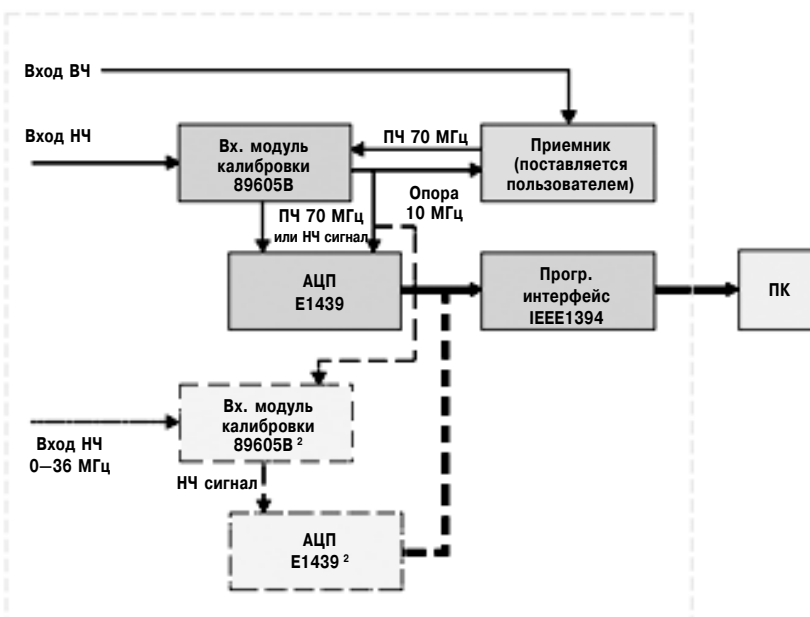 Вход ВЧ
Вход НЧ
Вх. модуль
калибровки
89605В
ПЧ 70 МГц
Приемник
(поставляется
пользователем)
Опора
10 МГц
ПЧ 70 МГц
или НЧ сигнал
АЦП
E1439
Прогр.
интерфейс
IEEE1394
ПК
Вх. модуль
калибровки
89605В ²
Вход НЧ
0—36 МГц
НЧ сигнал
АЦП
E1439 ²